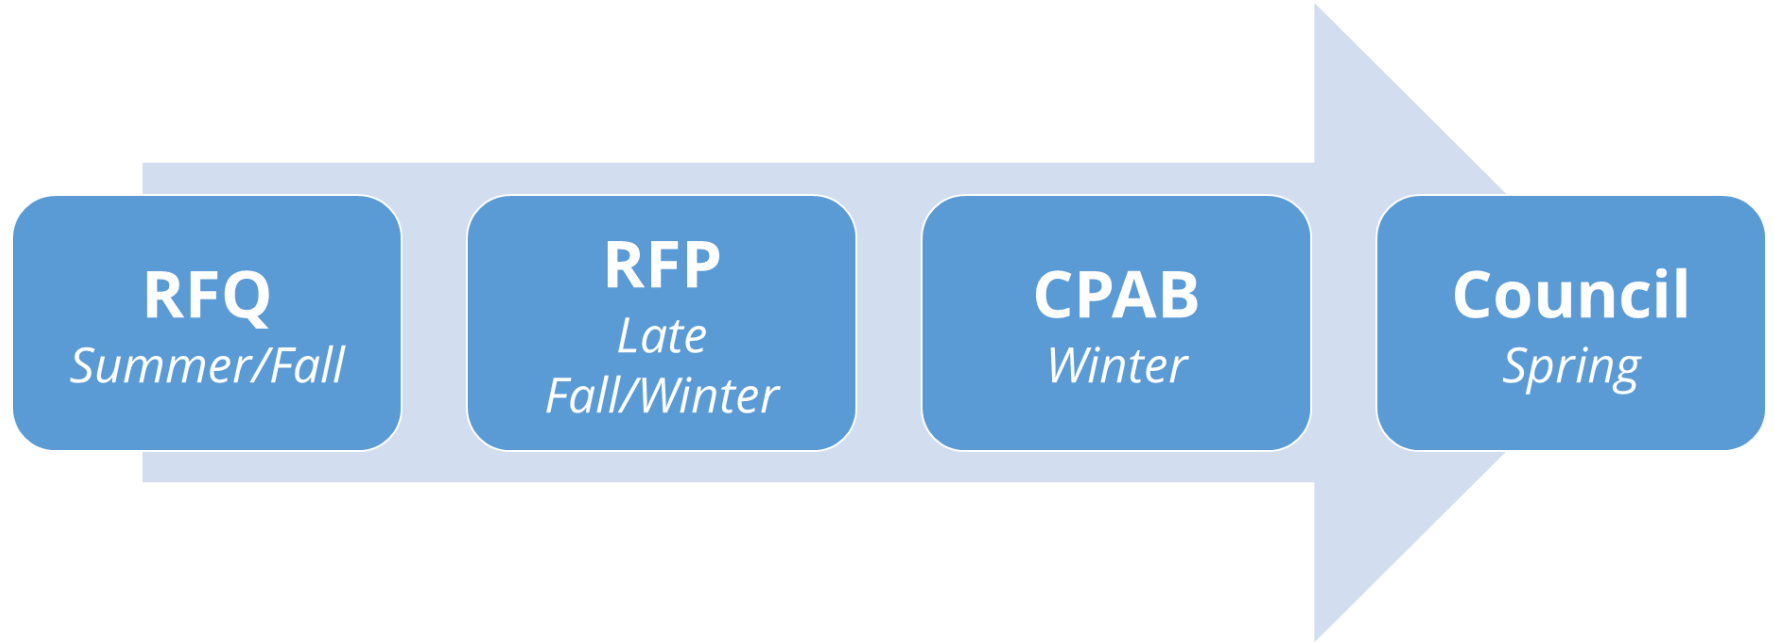 RFQ
Summer/Fall
RFP
Late
Fall/Winter
CPAB
Winter
Council
Spring